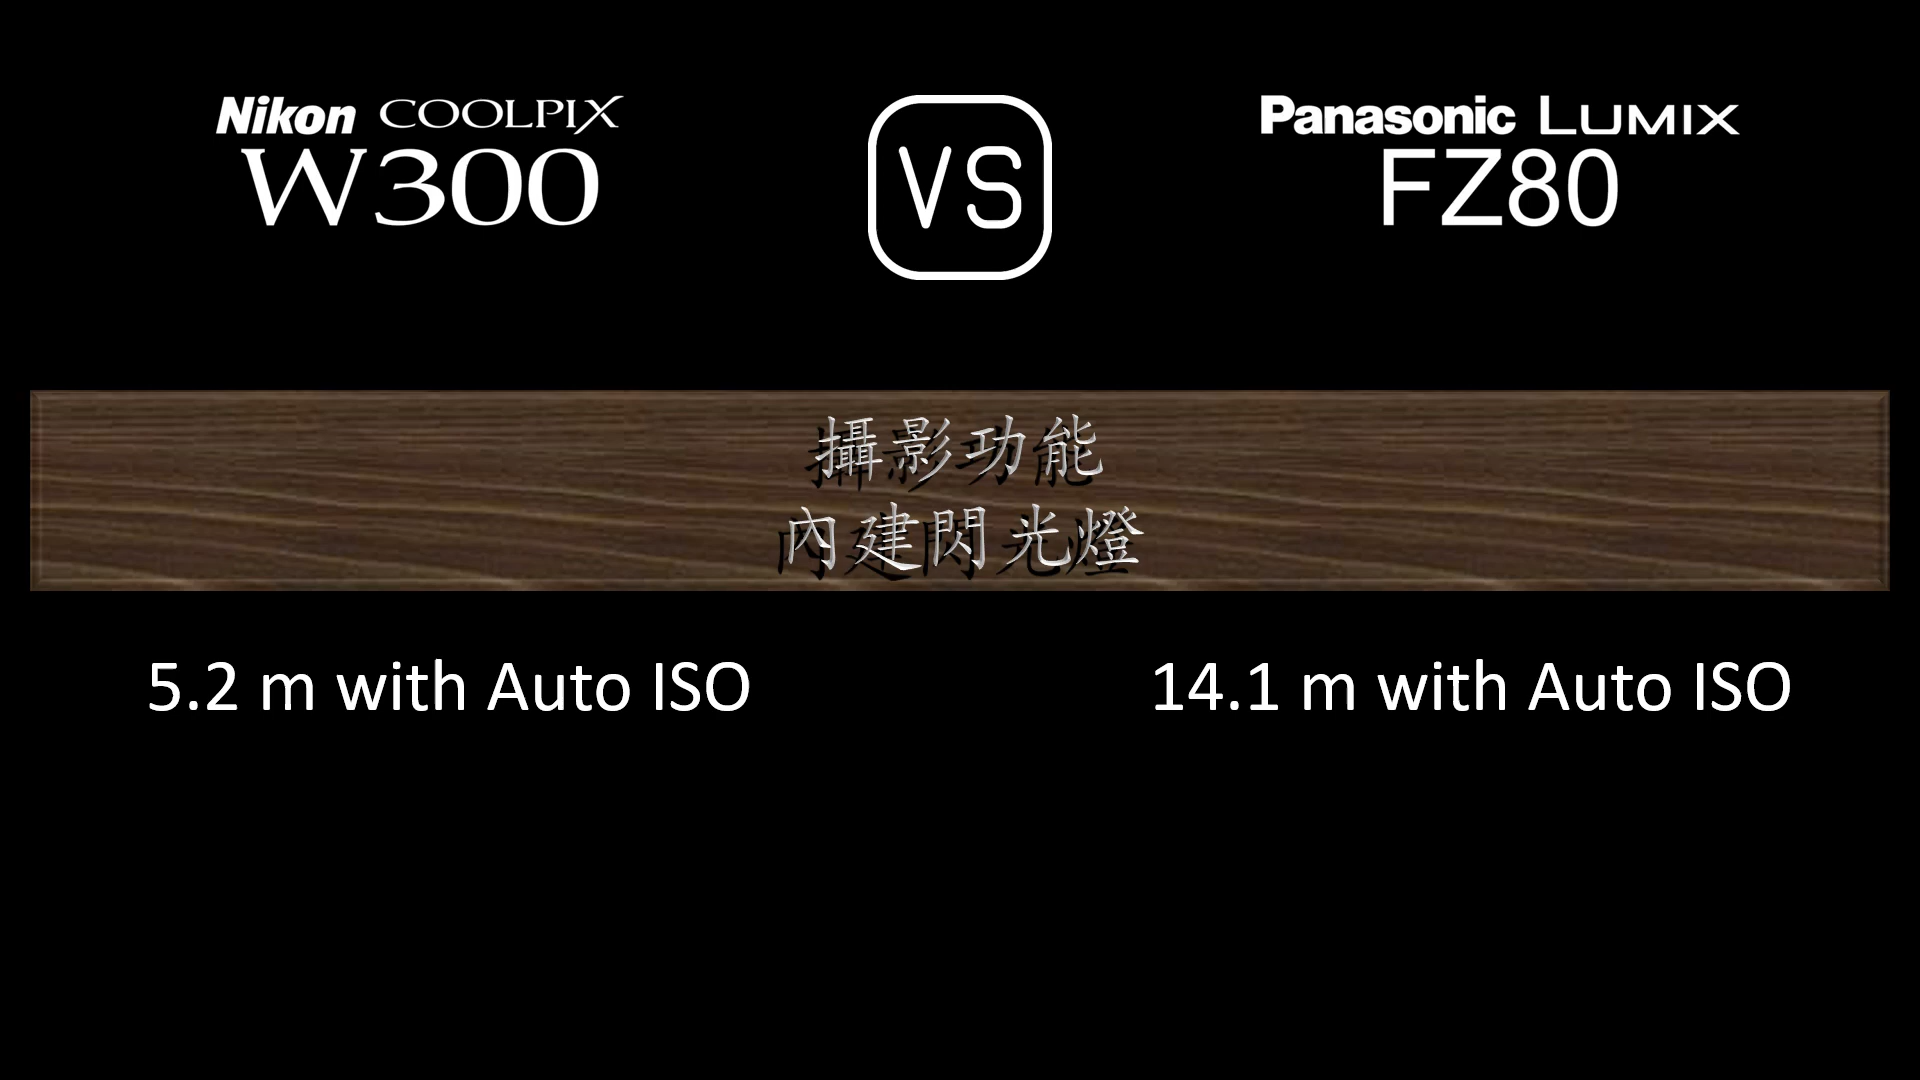 Nikon COOLPIX
W300
VS
Panasonic LUMIX
FZ80
攝影功能
內建閃光燈
5.2 m with Auto ISO
14.1 m with Auto ISO